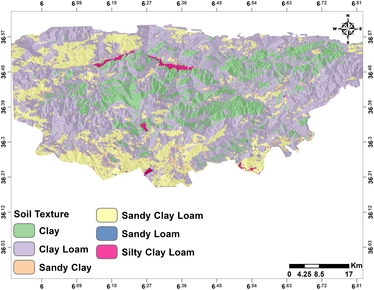 6 6.09 6.18 6.27 6.36 6.45 6.54 6.63 6.72 6.81
N
W E
S
36.57 36.57
36.48 36.48
36.39 36.39
36.3 36.3
36.21 36.21
36.12 36.12
36.03 36.03
Soil Texture
Clay
Clay Loam
Sandy Clay
Sandy Clay Loam
Sandy Loam
Silty Clay Loam
Km
0 4.25 8.5 17
6 6.09 6.18 6.27 6.36 6.45 6.54 6.63 6.72 6.81